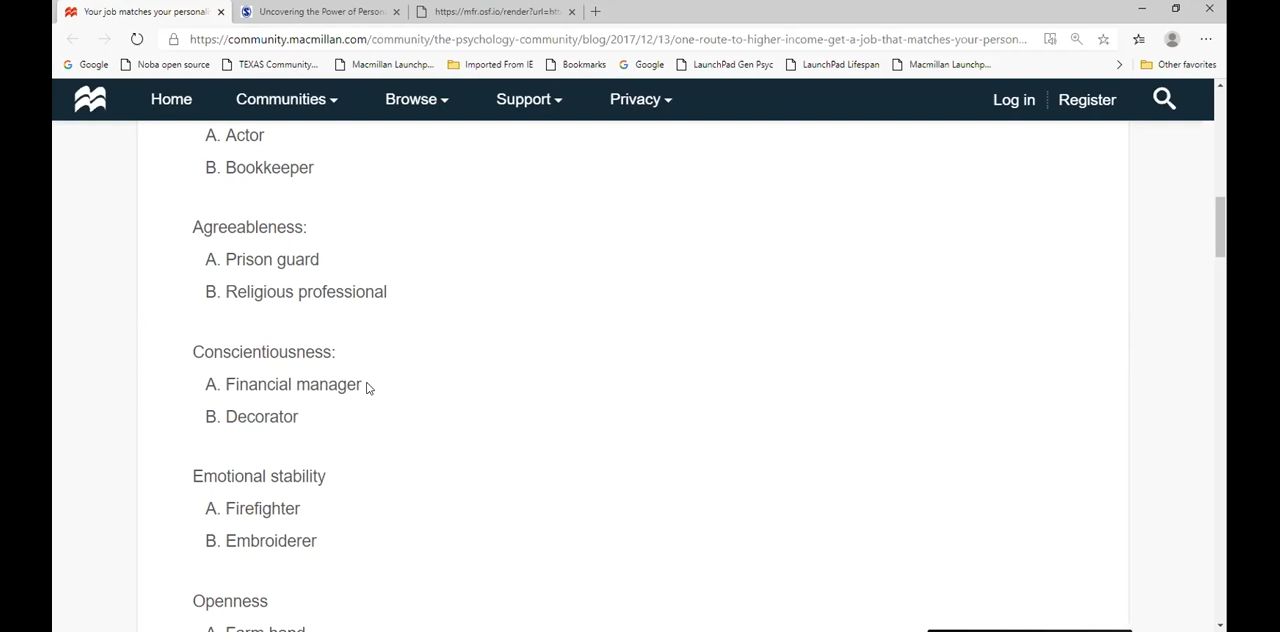 Your job matches your personali
Uncovering the Power of Person
https://mfr.osf.io/render?url=htt
https://community.macmillan.com/community/the-psychology-community/blog/2017/12/13/one-route-to-higher-income-get-a-job-that-matches-your-person...
Google
Noba open source
TEXAS Community...
Macmillan Launchp...
Imported From IE
Bookmarks
Google
LaunchPad Gen Psyc
LaunchPad Lifespan
Macmillan Launchp...
Other favorites
Home
Communities
Browse
Support
Privacy
Log in
Register
A. Actor
B. Bookkeeper
Agreeableness:
A. Prison guard
B. Religious professional
Conscientiousness:
A. Financial manager
B. Decorator
Emotional stability
A. Firefighter
B. Embroiderer
Openness
A. Farm hand